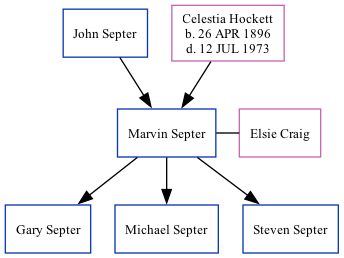 John Septer
Celestia Hockett
b. 26 APR 1896
d. 12 JUL 1973
Marvin Septer
Elsie Craig
Gary Septer
Michael Septer
Steven Septer